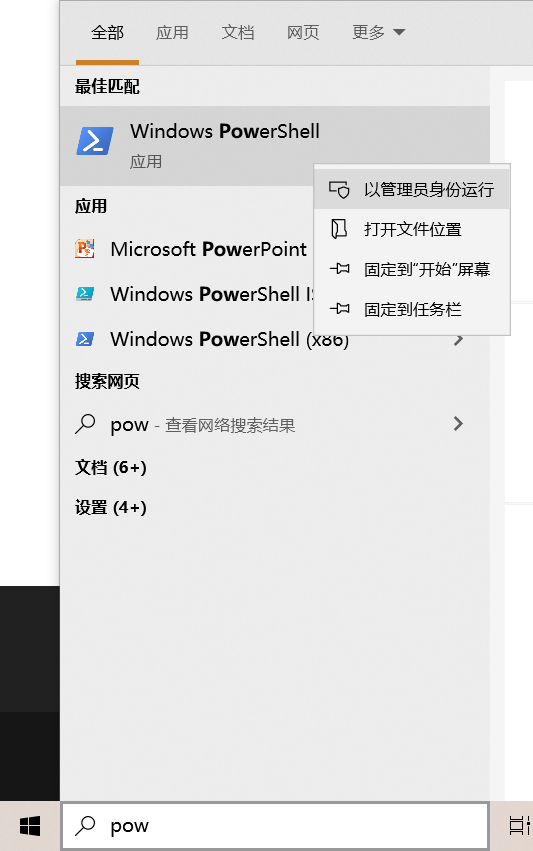 全部 应用 文档 网页 更多
最佳匹配
Windows PowerShell
应用
以管理员身份运行
打开文件位置
固定到“开始”屏幕
固定到任务栏
应用
Microsoft PowerPoint
Windows PowerShell
Windows PowerShell (x86)
搜索网页
pow - 查看网络搜索结果
文档 (6+)
设置 (4+)
pow